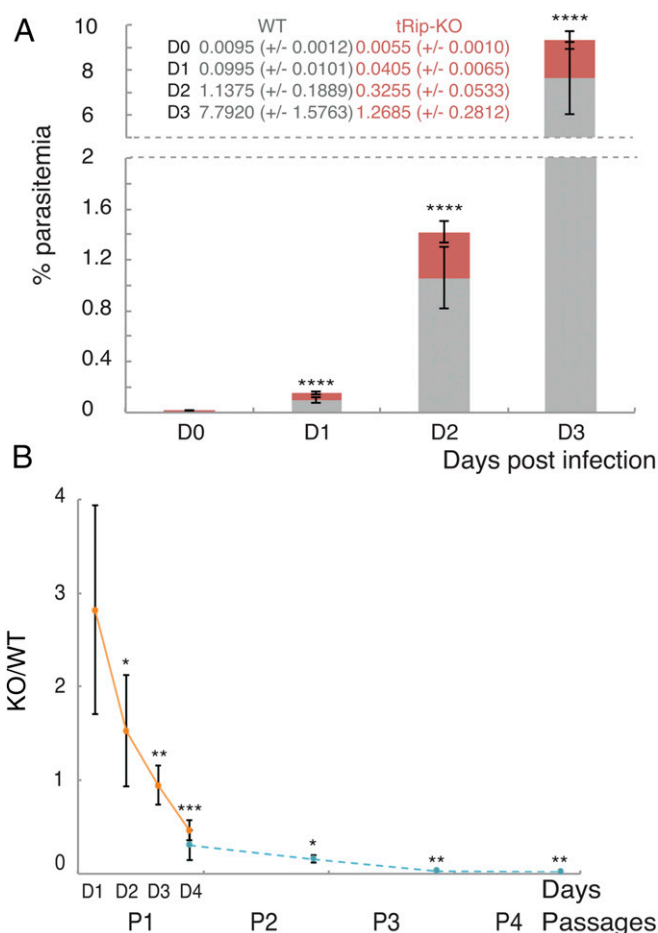 A
WT tRip-KO
D0 0.0095 (+/- 0.0012) 0.0055 (+/- 0.0010)
D1 0.0995 (+/- 0.0101) 0.0405 (+/- 0.0065)
D2 1.1375 (+/- 0.1889) 0.3255 (+/- 0.0533)
D3 7.7920 (+/- 1.5763) 1.2685 (+/- 0.2812)
****
10
8
6
2
1.6
1.2
0.8
0.4
0
% parasitemia
****
****
D0 D1 D2 D3
Days post infection
B
4
3
2
1
0
KO/WT
*
**
***
*
**
**
D1 D2 D3 D4 Days
P1 P2 P3 P4 Passages